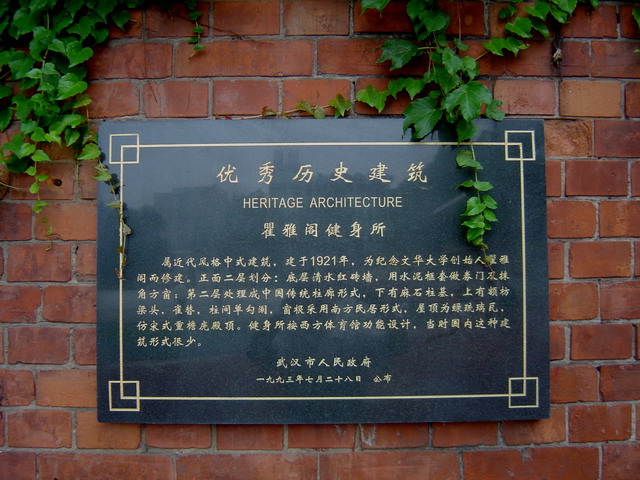 优秀历史建筑
HERITAGE ARCHITECTURE
瞿雅阁健身所
属近代风格中式建筑，建于1921年，为纪念文华大学创始人瞿雅
阁而修建。正面二层划分：底层清水红砖墙，用水泥框套做券门及抹
角方窗；第二层处理成中国传统柱廊形式，下有麻石柱基，上有额枋
梁头，雀替，柱间单勾澜，首极采用南方民居形式，屋顶为绿琉璃瓦，
仿宋式重檐庑殿顶。健身所按西方体育馆功能设计，当时国内这种建
筑形式很少。
武汉市人民政府
一九九三年七月二十八日 公布